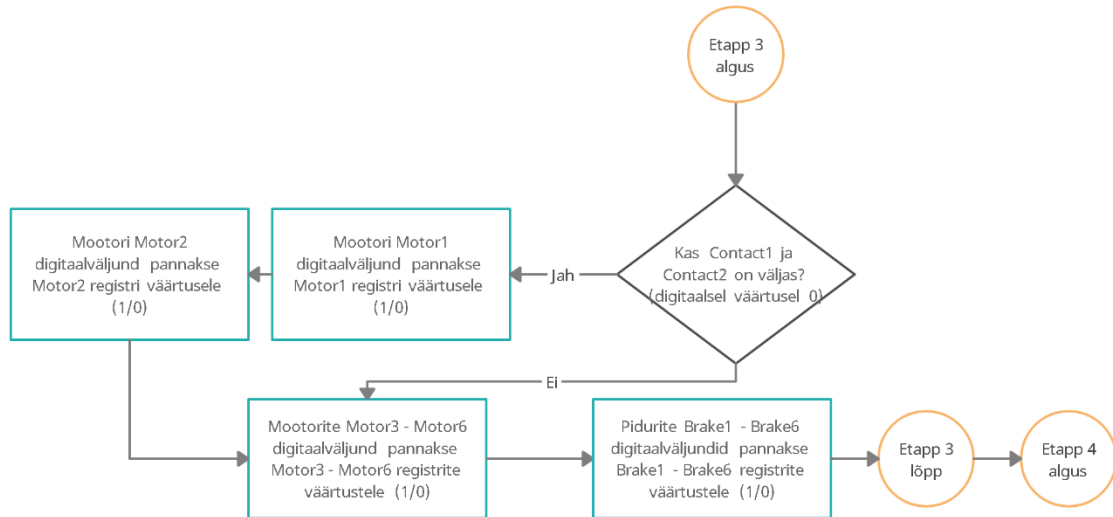 Etapp 3
algus
Kas Contact1 ja
Contact2 on väljas?
(digitaalsel väärtusel 0)
Jah
Mootori Motor1
digitaalväljund pannakse
Motor1 registri väärtusele
(1/0)
Mootori Motor2
digitaalväljund pannakse
Motor2 registri väärtusele
(1/0)
Ei
Mootorite Motor3 - Motor6
digitaalväljund pannakse
Motor3 - Motor6 registrite
väärtustele (1/0)
Pidurite Brake1 - Brake6
digitaalväljundid pannakse
Brake1 - Brake6 registrite
väärtustele (1/0)
Etapp 3
lõpp
Etapp 4
algus